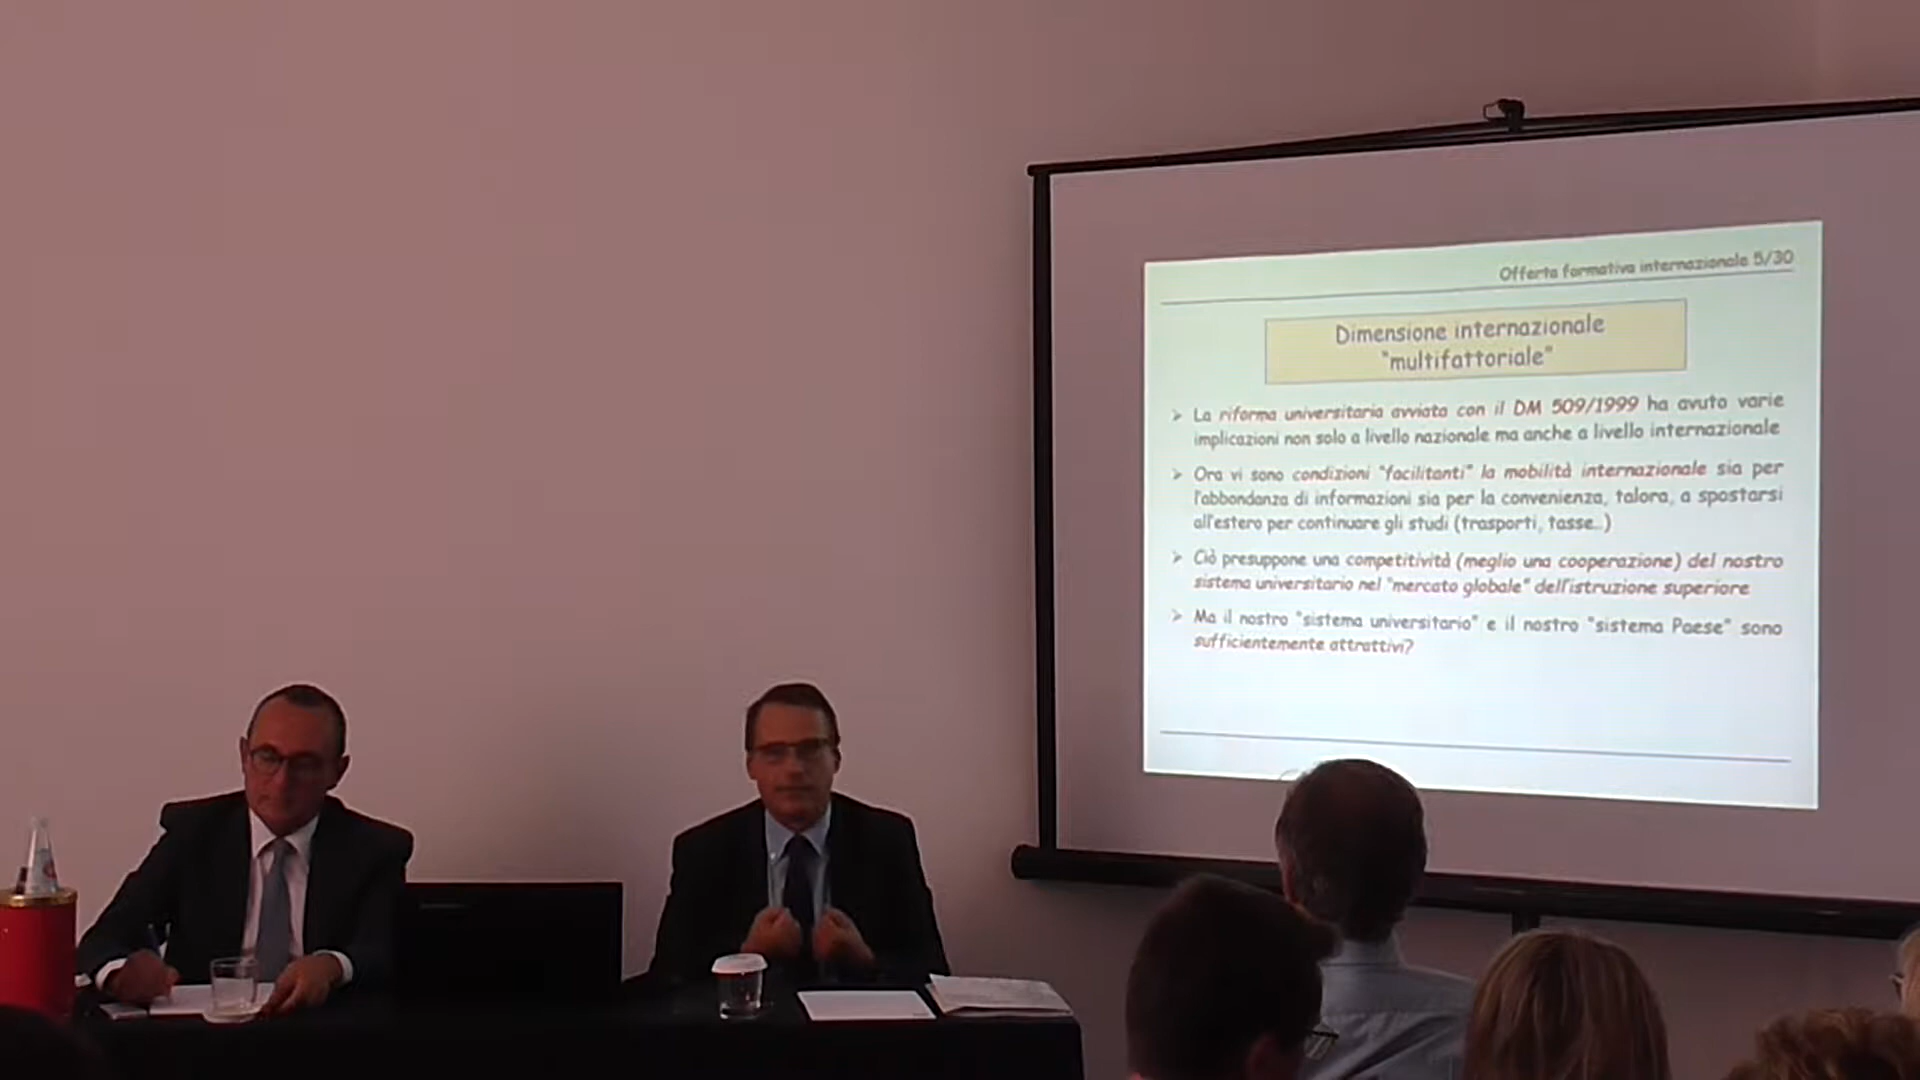 Offerta formativa internazionale 5/30
Dimensione internazionale
"multifattoriale"
➢ La riforma universitaria avviata con il DM 509/1999 ha avuto varie
implicazioni non solo a livello nazionale ma anche a livello internazionale
➢ Ora vi sono condizioni "facilitanti" la mobilità internazionale sia per
l'abbondanza di informazioni sia per la convenienza, talora, a spostarsi
all'estero per continuare gli studi (trasporti, tasse…)
➢ Ciò presuppone una competitività (meglio una cooperazione) del nostro
sistema universitario nel "mercato globale" dell'istruzione superiore
➢ Ma il nostro "sistema universitario" e il nostro "sistema Paese" sono
sufficientemente attrattivi?